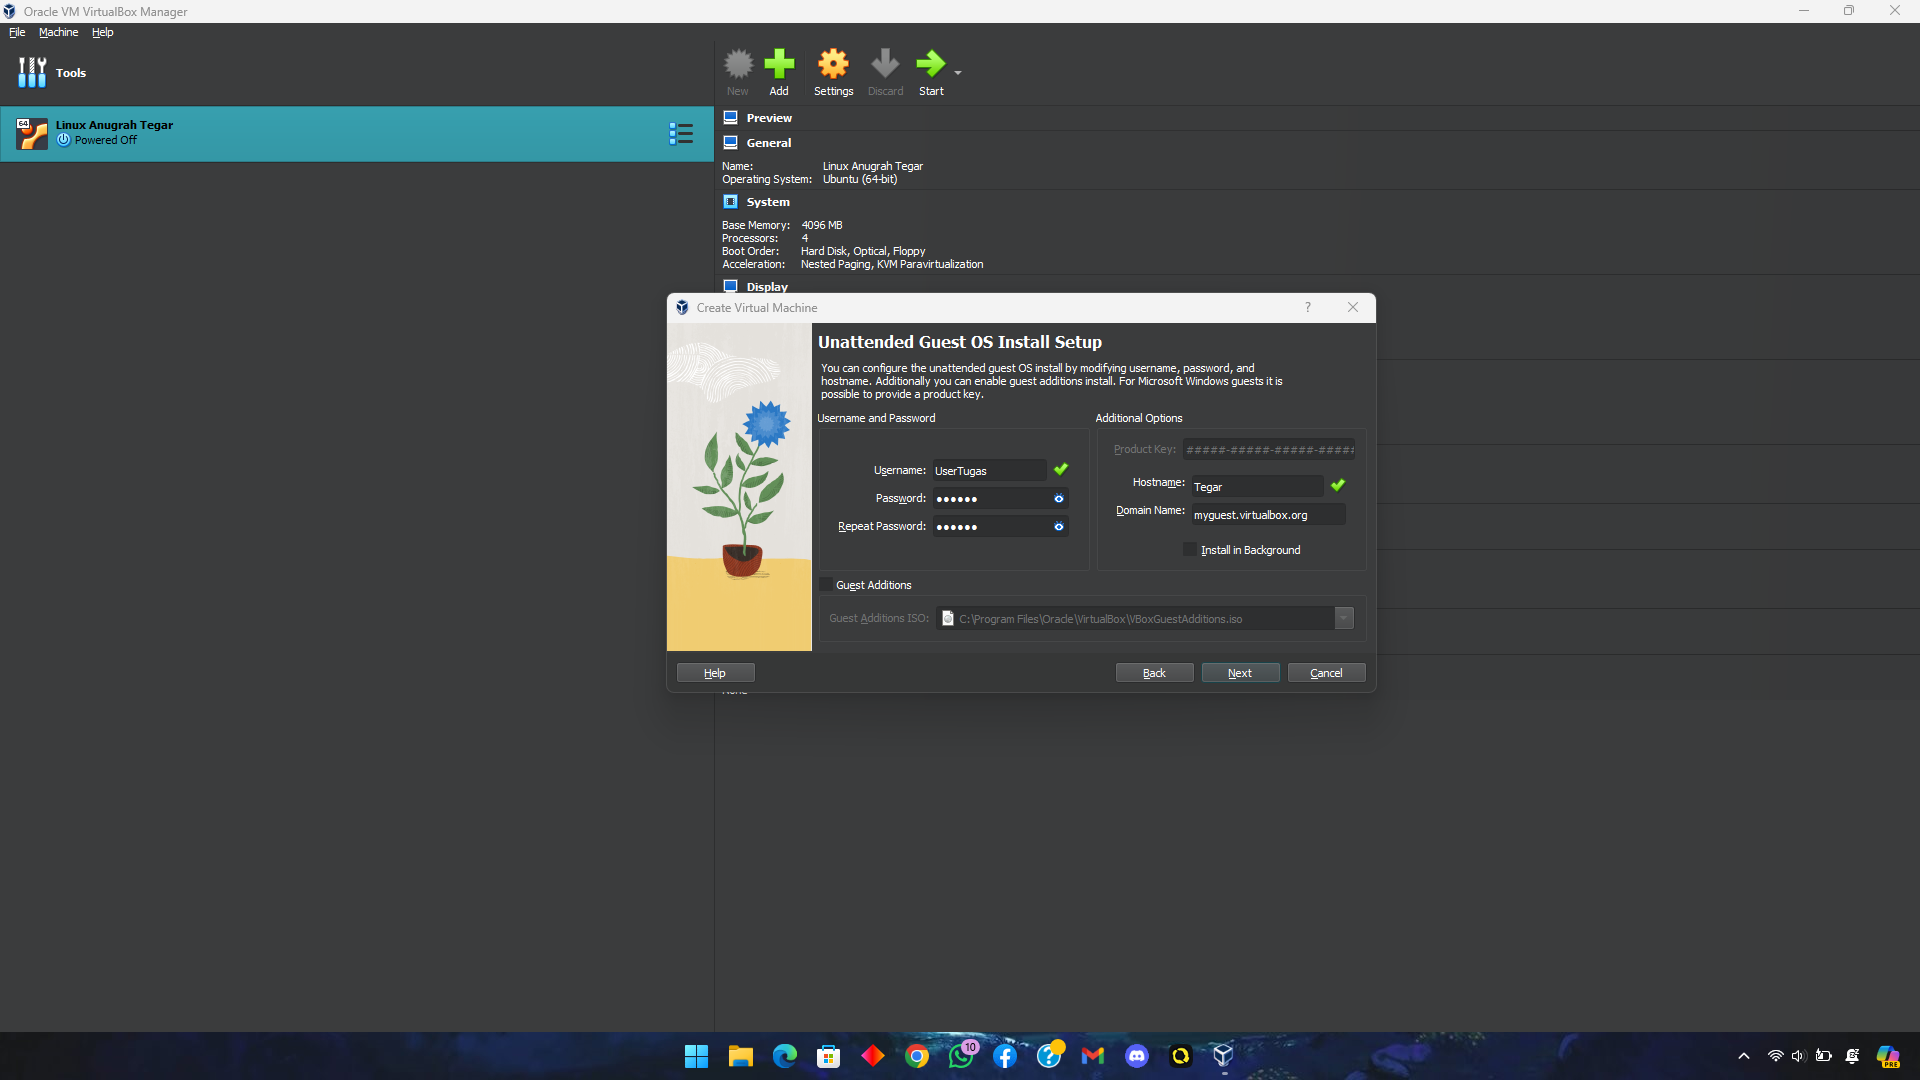 Oracle VM VirtualBox Manager
File Machine Help
Tools
New Add Settings Discard Start
64
Linux Anugrah Tegar
Powered Off
Preview
General
Name: Linux Anugrah Tegar
Operating System: Ubuntu (64-bit)
System
Base Memory: 4096 MB
Processors: 4
Boot Order: Hard Disk, Optical, Floppy
Acceleration: Nested Paging, KVM Paravirtualization
Display
Create Virtual Machine
?
Unattended Guest OS Install Setup
You can configure the unattended guest OS install by modifying username, password, and
hostname. Additionally you can enable guest additions install. For Microsoft Windows guests it is
possible to provide a product key.
Username and Password
Username: UserTugas
Password: ••••••
Repeat Password: ••••••
Additional Options
Product Key: #####-#####-#####-#####
Hostname: Tegar
Domain Name: myguest.virtualbox.org
Install in Background
Guest Additions
Guest Additions ISO: C:\Program Files\Oracle\VirtualBox\VBoxGuestAdditions.iso
Help Back Next Cancel
None
10
PRE